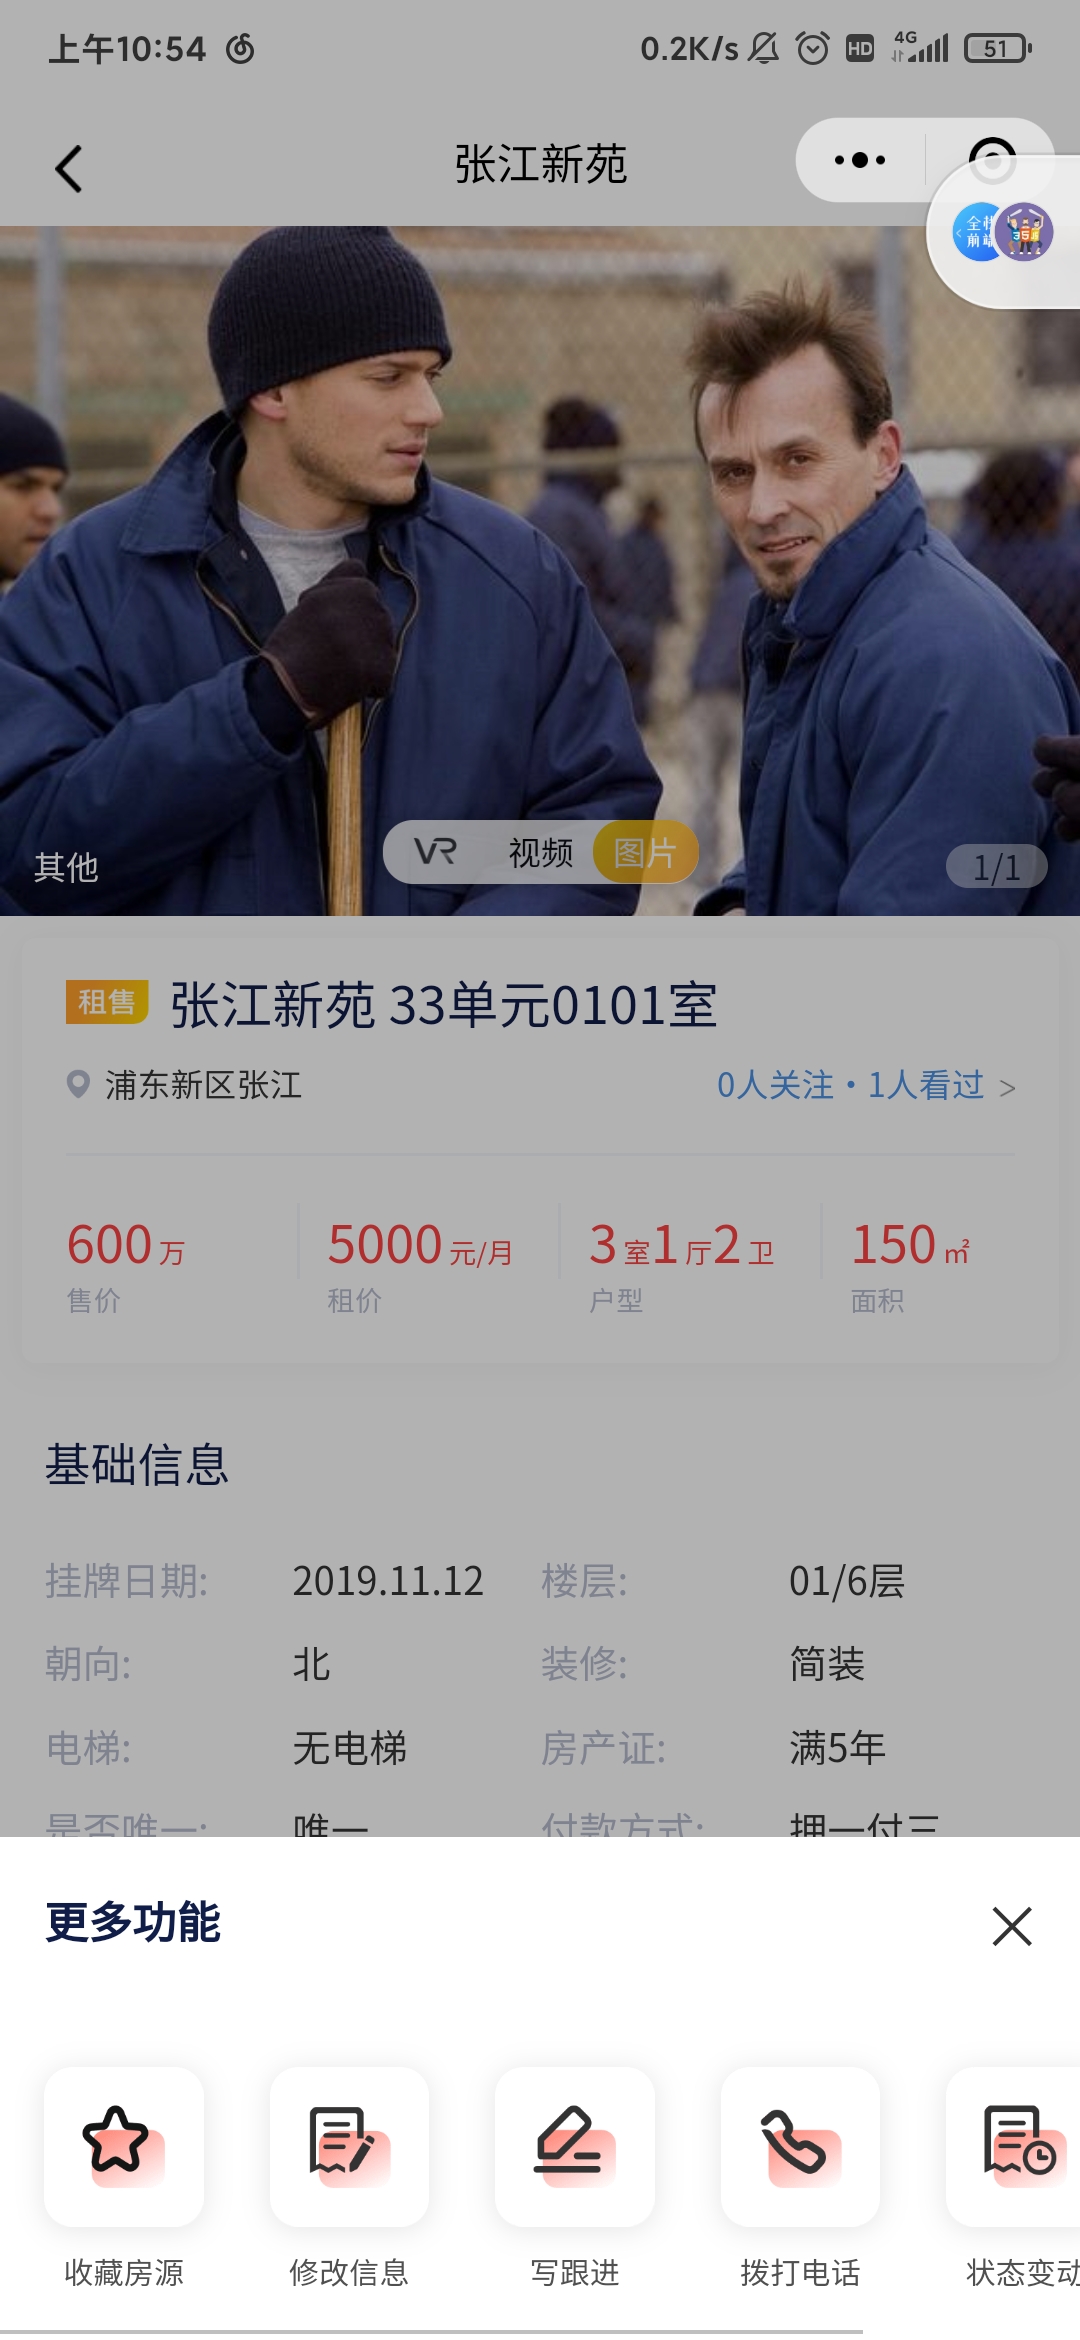 上午10:54
0.2K/s
HD
4G
51
张江新苑
全
前端
35
其他
VR 视频 图片
1/1
租售 张江新苑 33单元0101室
浦东新区张江
0人关注·1人看过 >
600万 5000元/月 3室1厅2卫 150㎡
售价 租价 户型 面积
基础信息
挂牌日期: 2019.11.12 楼层: 01/6层
朝向: 北 装修: 简装
电梯: 无电梯 房产证: 满5年
是否唯一: 唯一 付款方式: 押一付三
更多功能
收藏房源 修改信息 写跟进 拨打电话 状态变动